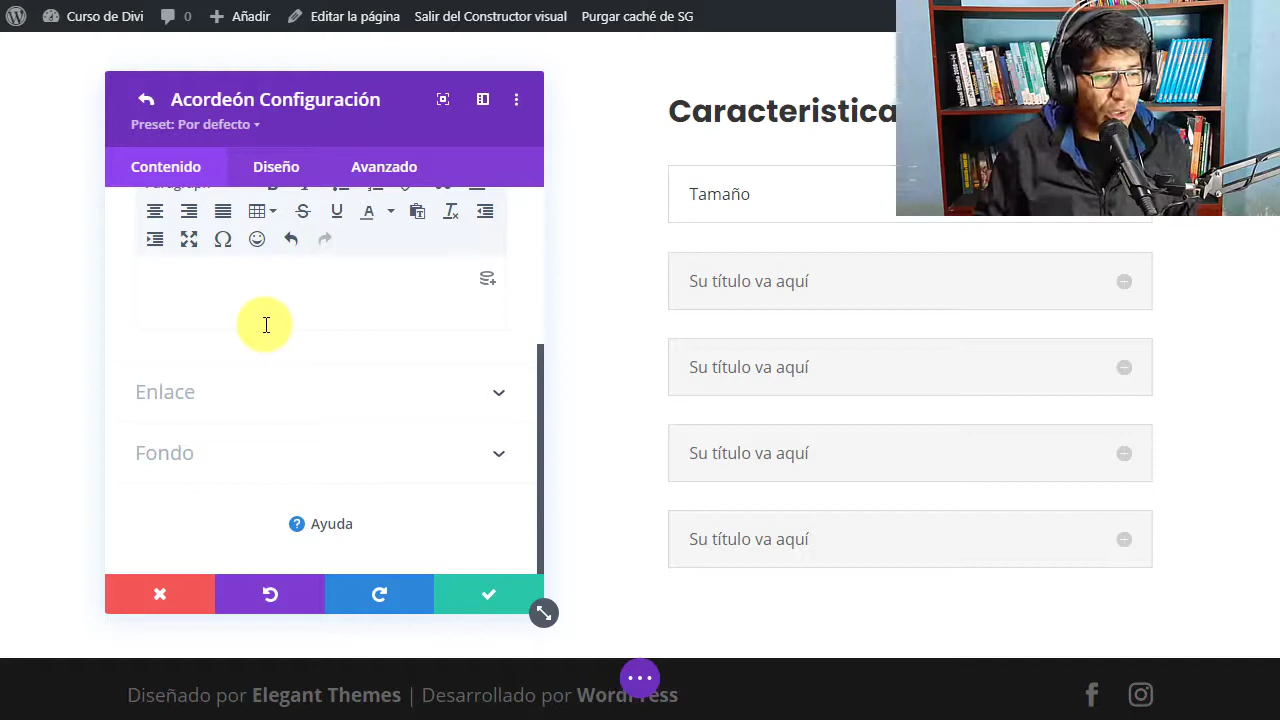 Curso de Divi
0
Añadir
Editar la página
Salir del Constructor visual
Purgar caché de SG
Acordeón Configuración
Preset: Por defecto
Contenido
Diseño
Avanzado
Paragraph
Enlace
Fondo
? Ayuda
Caracteristica
Tamaño
Su título va aquí
Su título va aquí
Su título va aquí
Su título va aquí
Diseñado por Elegant Themes | Desarrollado por WordPress